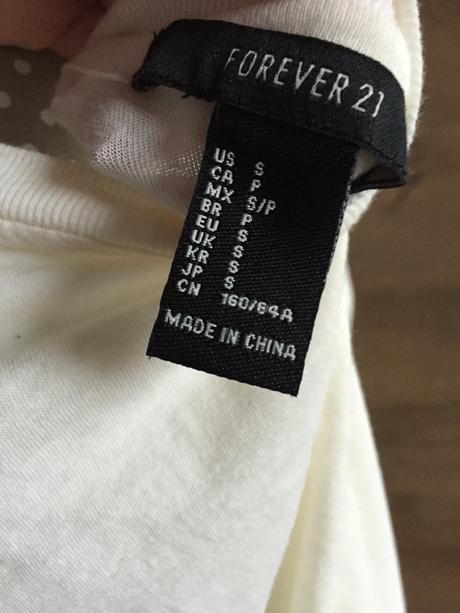 FOREVER 21
US S
CA P
MX S/P
BR P
EU S
UK S
KR S
JP S
CN 160/84A
MADE IN CHINA